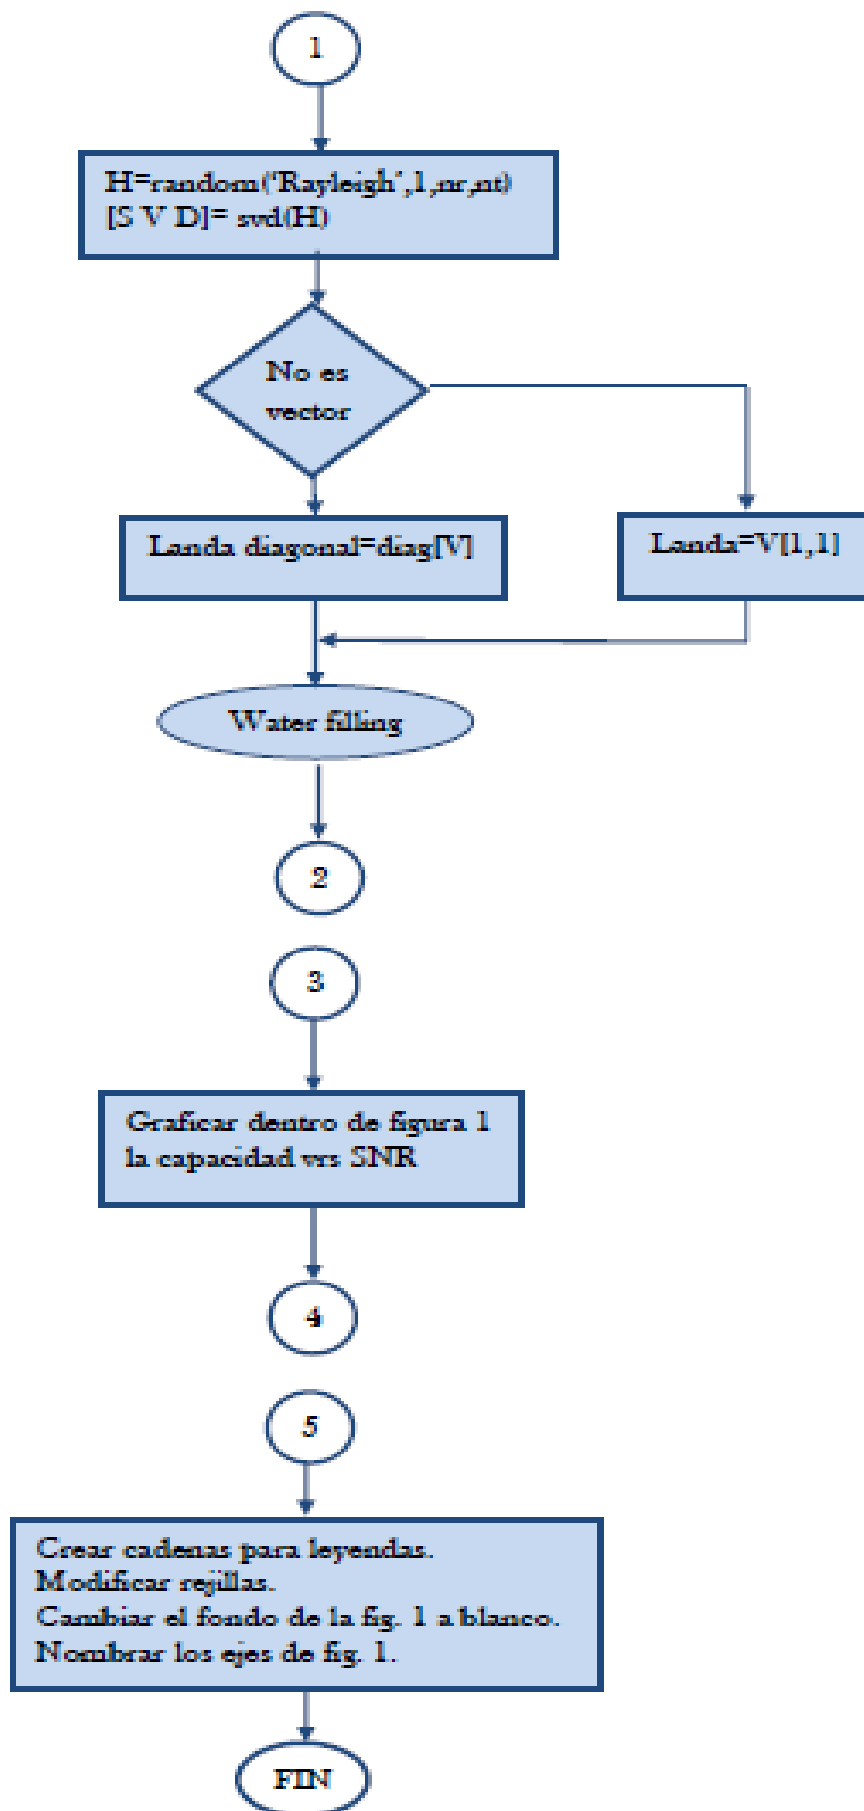 1
H=random('Rayleigh',1,nr,nt)
[S V D]= svd(H)
No es
vector
Landa diagonal=diag[V]
Landa=V[1,1]
Water filling
2
3
Graficar dentro de figura 1
la capacidad vrs SNR
4
5
Crear cadenas para leyendas.
Modificar rejillas.
Cambiar el fondo de la fig. 1 a blanco.
Nombrar los ejes de fig. 1.
FIN